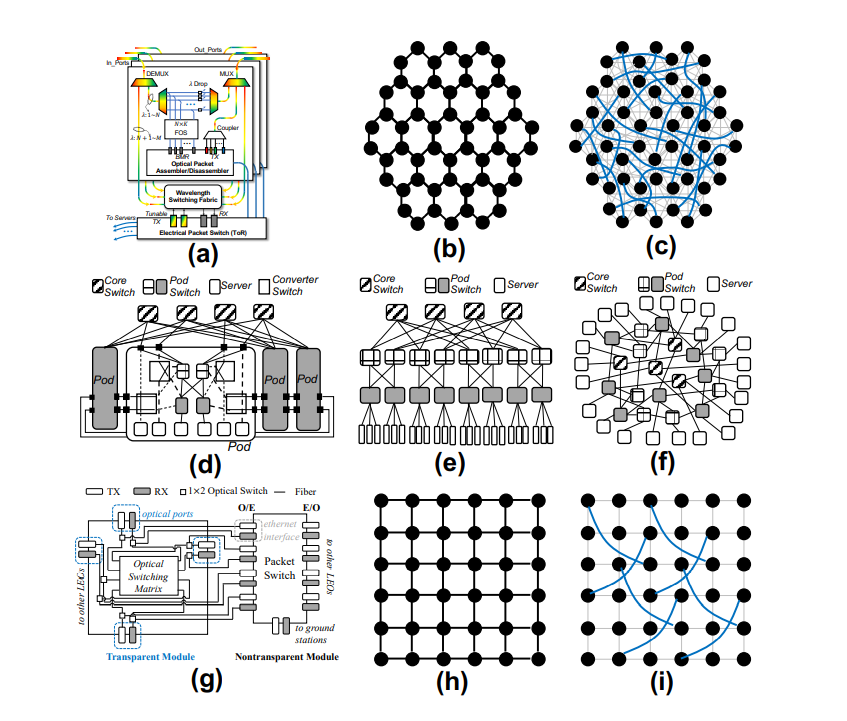 Out_Ports
In_Ports
DEMUX
MUX
λ Drop
λ: 1~N
N×K
FOS
Coupler
λ: N + 1~M
BMR
TX
Optical Packet
Assembler/Disassembler
Wavelength
Switching Fabric
To Servers
Tunable
TX
RX
Electrical Packet Switch (ToR)
(a)
(b)
(c)
Core
Switch
Pod
Switch
Server
Converter
Switch
Pod
Pod
Pod
Pod
(d)
Core
Switch
Pod
Switch
Server
(e)
Core
Switch
Pod
Switch
Server
(f)
TX
RX
1×2 Optical Switch
Fiber
optical ports
O/E
E/O
ethernet
interface
Optical
Switching
Matrix
Packet
Switch
to other LEOs
to other LEOs
to ground
stations
Transparent Module
Nontransparent Module
(g)
(h)
(i)